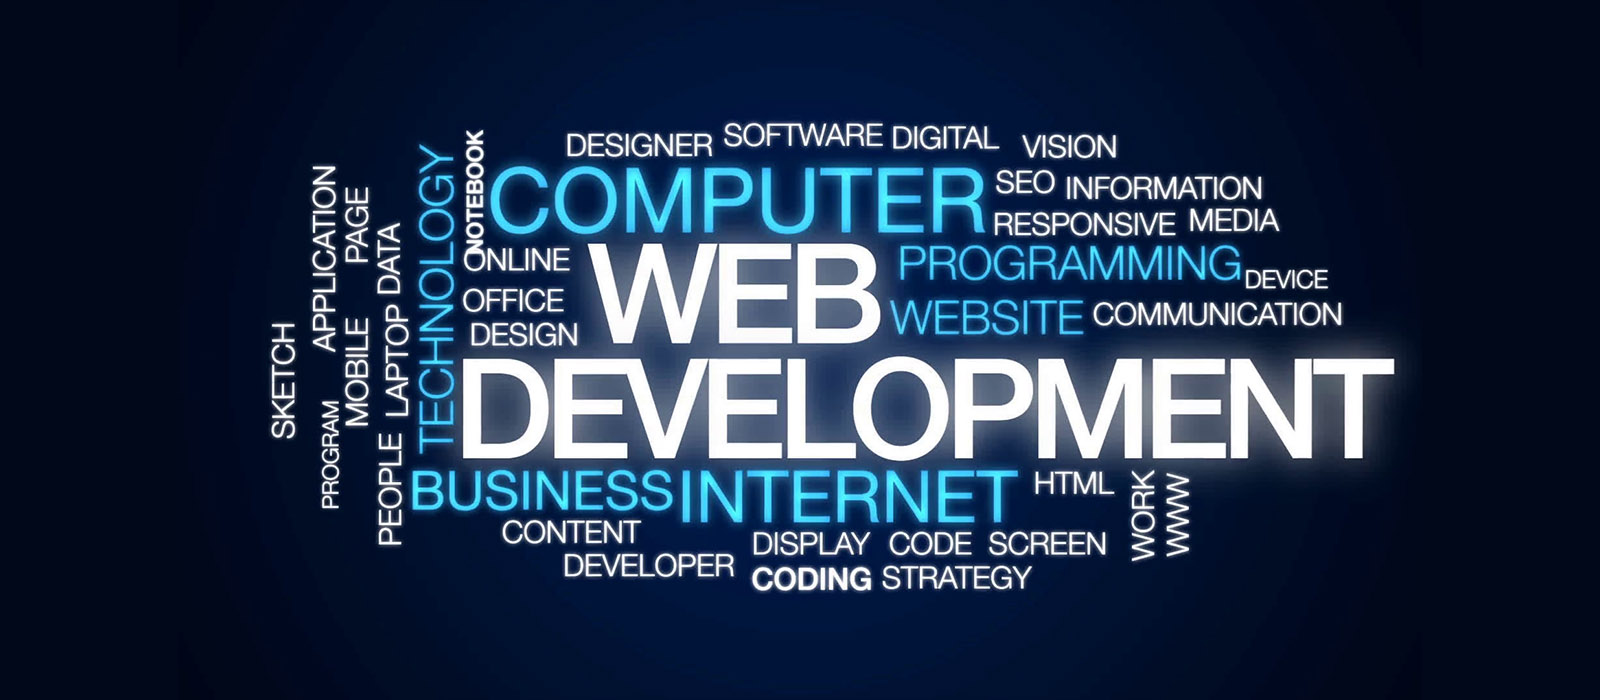 SKETCH
APPLICATION
PROGRAM
PAGE
MOBILE
DATA
LAPTOP
PEOPLE
TECHNOLOGY
NOTEBOOK
DESIGNER
SOFTWARE
DIGITAL
VISION
COMPUTER
SEO
INFORMATION
RESPONSIVE
MEDIA
ONLINE
WEB
PROGRAMMING
DEVICE
OFFICE
WEBSITE
COMMUNICATION
DESIGN
DEVELOPMENT
BUSINESS
INTERNET
HTML
WORK
WWW
CONTENT
DISPLAY
CODE
SCREEN
DEVELOPER
CODING
STRATEGY